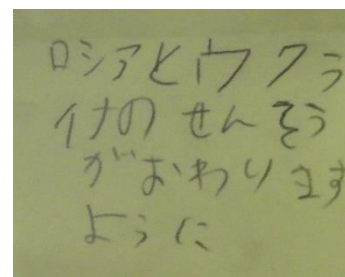 ロシアとウクラ
イナのせんそう
がおわります
ように